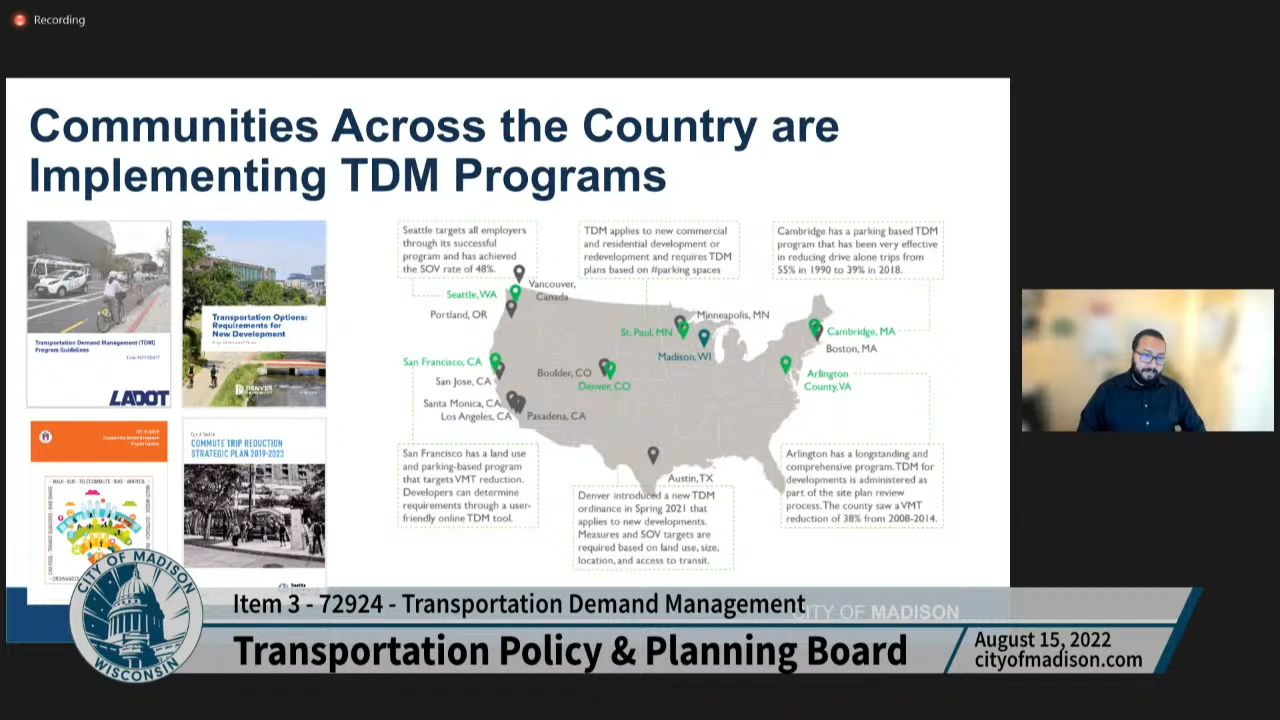 Recording
Communities Across the Country are
Implementing TDM Programs
Transportation Demand Management (TDM)
Program Guidelines
LADOT
Transportation Options:
Requirements for
New Development
DENVER
City of Seattle
COMMUTE TRIP REDUCTION
STRATEGIC PLAN 2019-2023
WALK - BUS - TELECOMMUTE - BIKE - VANPOOL
Seattle
Seattle targets all employers
through its successful
program and has achieved
the SOV rate of 48%.
TDM applies to new commercial
and residential development or
redevelopment and requires TDM
plans based on #parking spaces
Cambridge has a parking based TDM
program that has been very effective
in reducing drive alone trips from
55% in 1990 to 39% in 2018.
Vancouver,
Canada
Seattle, WA
Portland, OR
Minneapolis, MN
St. Paul, MN
Madison, WI
Cambridge, MA
Boston, MA
San Francisco, CA
San Jose, CA
Boulder, CO
Denver, CO
Arlington
County, VA
Santa Monica, CA
Los Angeles, CA
Pasadena, CA
Austin, TX
San Francisco has a land use
and parking-based program
that targets VMT reduction.
Developers can determine
requirements through a user-
friendly online TDM tool.
Denver introduced a new TDM
ordinance in Spring 2021 that
applies to new developments.
Measures and SOV targets are
required based on land use, size,
location, and access to transit.
Arlington has a longstanding and
comprehensive program. TDM for
developments is administered as
part of the site plan review
process. The county saw a VMT
reduction of 38% from 2008-2014.
CITY OF MADISON
WISCONSIN
Item 3 - 72924 - Transportation Demand Management
CITY OF MADISON
Transportation Policy & Planning Board
August 15, 2022
cityofmadison.com